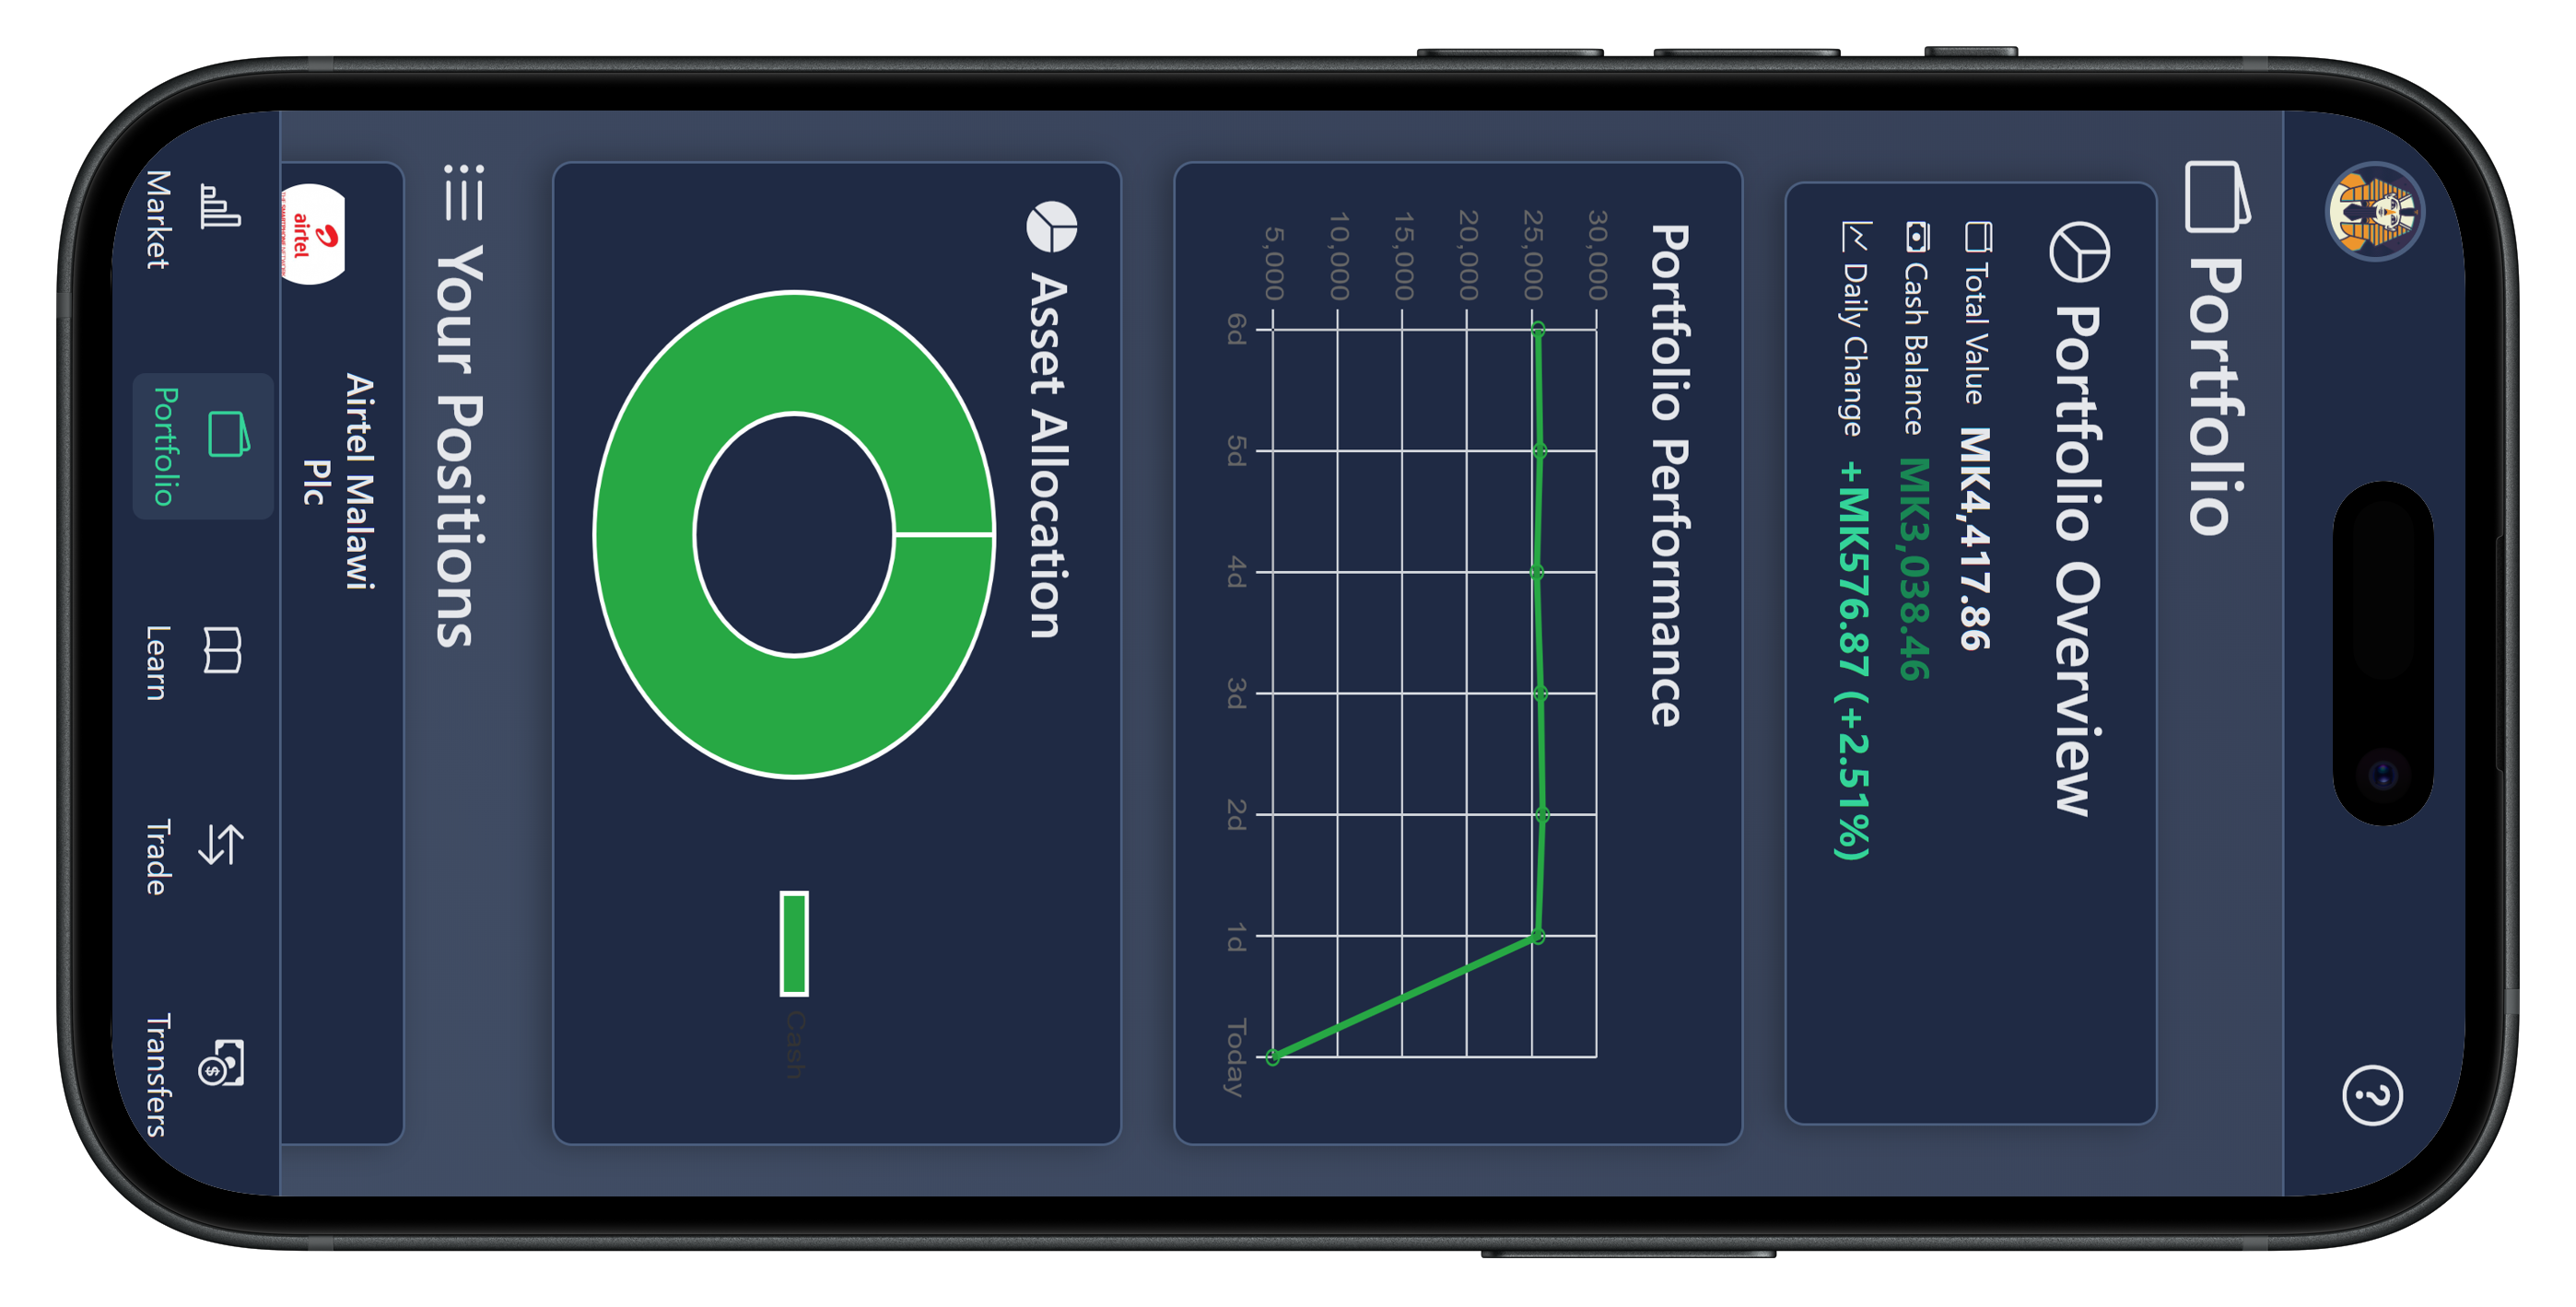 Portfolio
Portfolio Overview
Total Value MK4,417.86
Cash Balance MK3,038.46
Daily Change +MK576.87 (+2.51%)
Portfolio Performance
30,000
25,000
20,000
15,000
10,000
5,000
6d 5d 4d 3d 2d 1d Today
Asset Allocation
Cash
Your Positions
airtel
Airtel Malawi
Plc
Market Portfolio Learn Trade Transfers